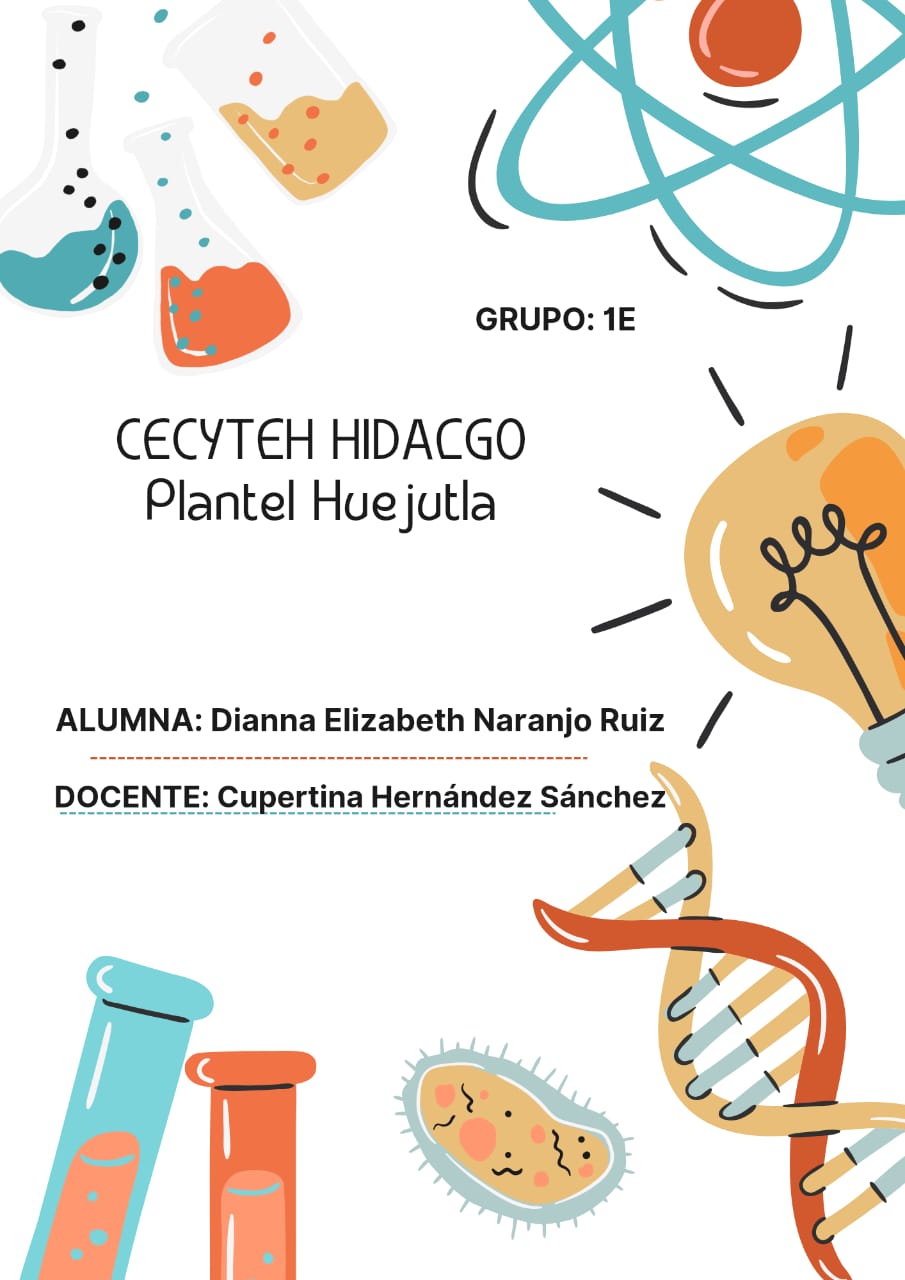 GRUPO: 1E
CECYTEH HIDACGO
Plantel Huejutla
ALUMNA: Dianna Elizabeth Naranjo Ruiz
DOCENTE: Cupertina Hernández Sánchez